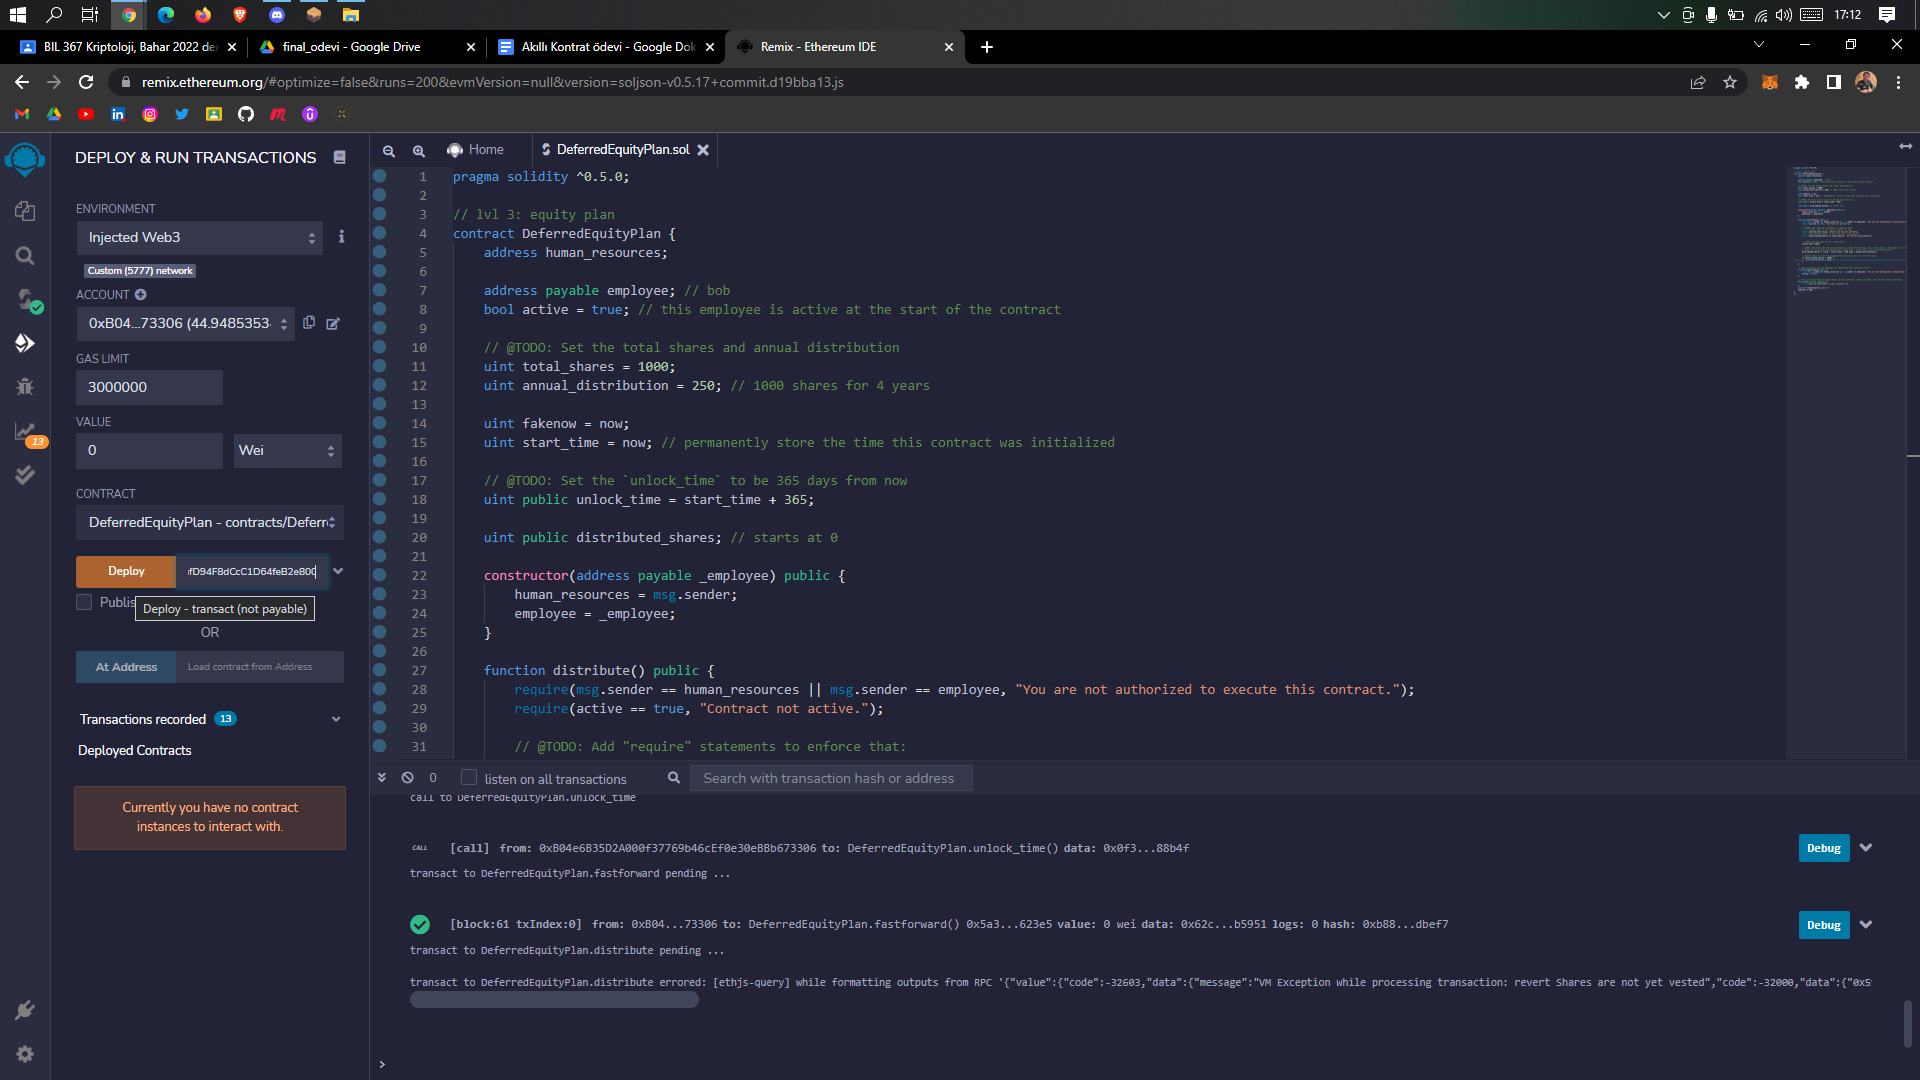 17:12
BIL 367 Kriptoloji, Bahar 2022 de
final_odevi - Google Drive
Akıllı Kontrat ödevi - Google Dok
Remix - Ethereum IDE
remix.ethereum.org/#optimize=false&runs=200&evmVersion=null&version=soljson-v0.5.17+commit.d19bba13.js
DEPLOY & RUN TRANSACTIONS
ENVIRONMENT
Injected Web3
Custom (5777) network
ACCOUNT
0xB04...73306 (44.9485353
GAS LIMIT
3000000
VALUE
0
Wei
CONTRACT
DeferredEquityPlan - contracts/Deferre
Deploy
fD94F8dCcC1D64feB2e800
Publis
Deploy - transact (not payable)
OR
At Address
Load contract from Address
Transactions recorded 13
Deployed Contracts
Currently you have no contract
instances to interact with.
13
Home
DeferredEquityPlan.sol
1 pragma solidity ^0.5.0;
2
3 // lvl 3: equity plan
4 contract DeferredEquityPlan {
5 address human_resources;
6
7 address payable employee; // bob
8 bool active = true; // this employee is active at the start of the contract
9
10 // @TODO: Set the total shares and annual distribution
11 uint total_shares = 1000;
12 uint annual_distribution = 250; // 1000 shares for 4 years
13
14 uint fakenow = now;
15 uint start_time = now; // permanently store the time this contract was initialized
16
17 // @TODO: Set the `unlock_time` to be 365 days from now
18 uint public unlock_time = start_time + 365;
19
20 uint public distributed_shares; // starts at 0
21
22 constructor(address payable _employee) public {
23 human_resources = msg.sender;
24 employee = _employee;
25 }
26
27 function distribute() public {
28 require(msg.sender == human_resources || msg.sender == employee, "You are not authorized to execute this contract.");
29 require(active == true, "Contract not active.");
30
31 // @TODO: Add "require" statements to enforce that:
0
listen on all transactions
Search with transaction hash or address
call to DeferredEquityPlan.unlock_time
CALL [call] from: 0xB04e6B35D2A000f37769b46cEf0e30eBBb673306 to: DeferredEquityPlan.unlock_time() data: 0x0f3...88b4f
Debug
transact to DeferredEquityPlan.fastforward pending ...
[block:61 txIndex:0] from: 0xB04...73306 to: DeferredEquityPlan.fastforward() 0x5a3...623e5 value: 0 wei data: 0x62c...b5951 logs: 0 hash: 0xb88...dbef7
Debug
transact to DeferredEquityPlan.distribute pending ...
transact to DeferredEquityPlan.distribute errored: [ethjs-query] while formatting outputs from RPC '{"value":{"code":-32603,"data":{"message":"VM Exception while processing transaction: revert Shares are not yet vested","code":-32000,"data":{"0x5
>